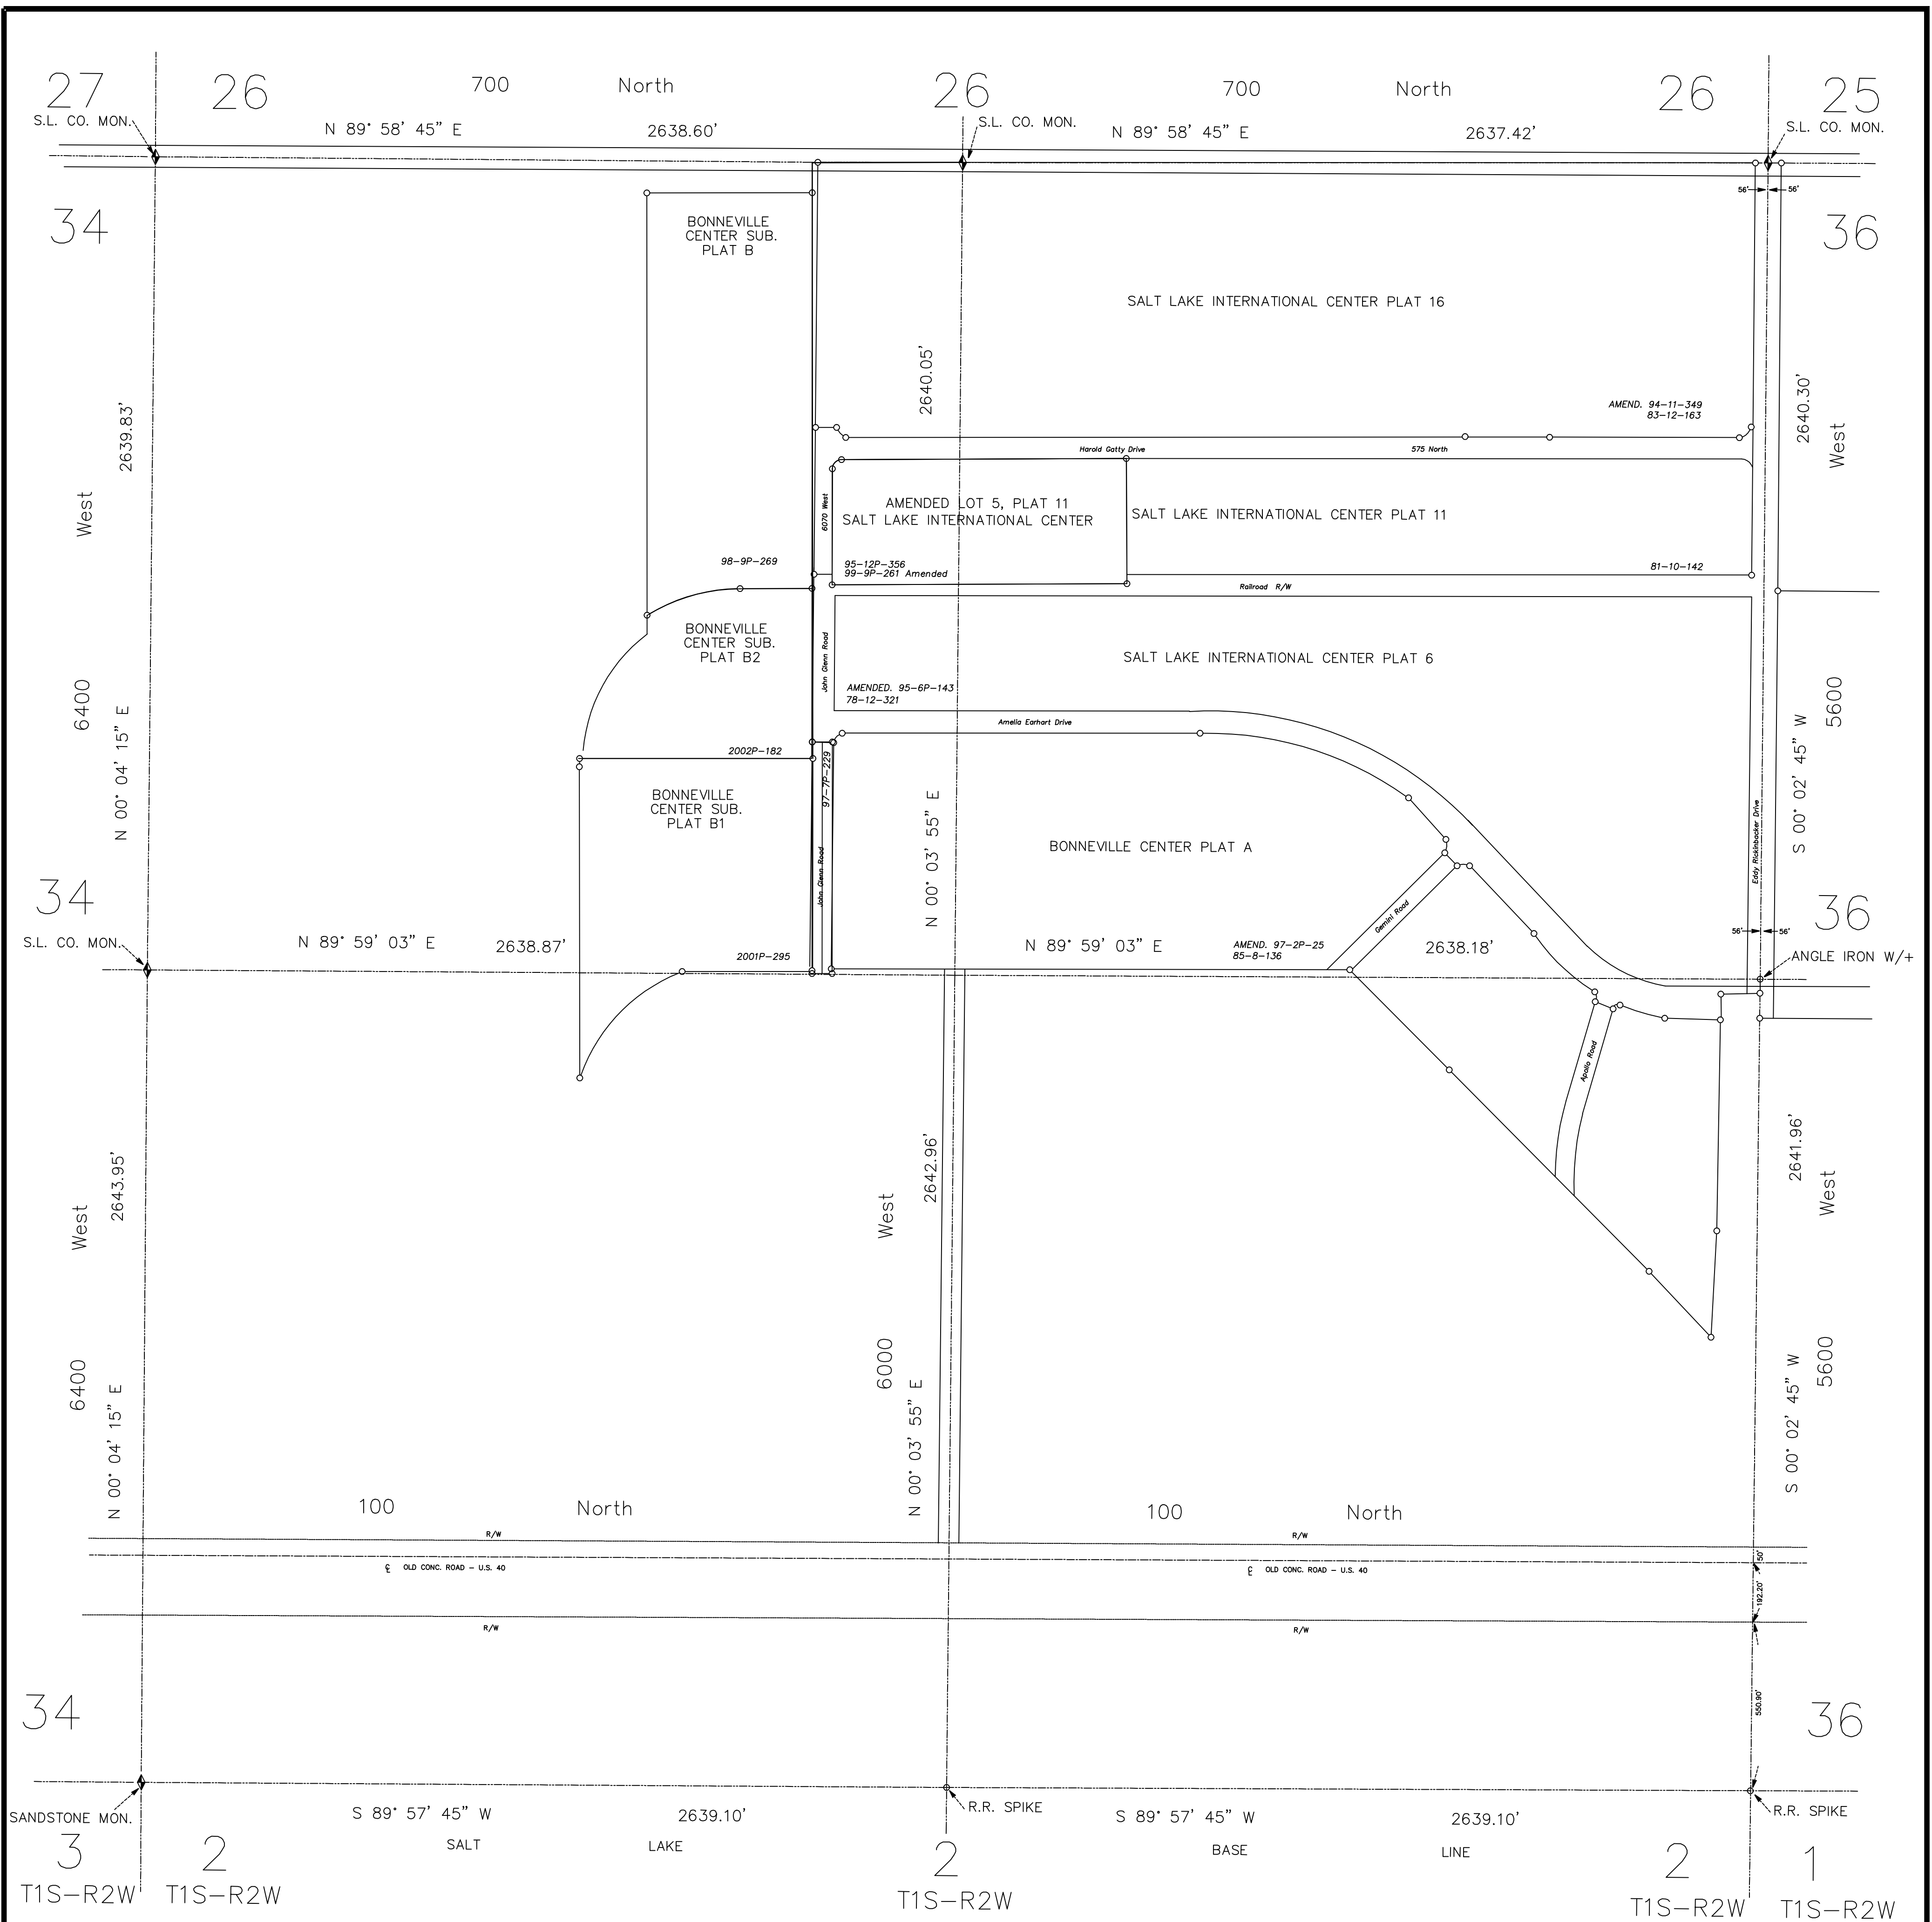 27 26 700 North 26 700 North 26 25
S.L. CO. MON. S.L. CO. MON. S.L. CO. MON.
N 89° 58' 45" E 2638.60' N 89° 58' 45" E 2637.42'
56' 56'
34 36
BONNEVILLE
CENTER SUB.
PLAT B
SALT LAKE INTERNATIONAL CENTER PLAT 16
2640.05'
2639.83'
2640.30'
AMEND. 94-11-349
83-12-163
West
West
Harold Gatty Drive 575 North
6070 West
AMENDED LOT 5, PLAT 11
SALT LAKE INTERNATIONAL CENTER
SALT LAKE INTERNATIONAL CENTER PLAT 11
98-9P-269
95-12P-356
99-9P-261 Amended
81-10-142
Railroad R/W
BONNEVILLE
CENTER SUB.
PLAT B2
John Glenn Road
SALT LAKE INTERNATIONAL CENTER PLAT 6
6400
N 00° 04' 15" E
5600
S 00° 02' 45" W
AMENDED. 95-6P-143
78-12-321
Amelia Earhart Drive
2002P-182
97-7P-229
BONNEVILLE
CENTER SUB.
PLAT B1
John Glenn Road
N 00° 03' 55" E
BONNEVILLE CENTER PLAT A
Eddy Rickinbacker Drive
34 36
Gemini Road
S.L. CO. MON.
N 89° 59' 03" E 2638.87'
2001P-295
N 89° 59' 03" E
AMEND. 97-2P-25
85-8-136
2638.18'
56' 56'
ANGLE IRON W/+
Apollo Road
2643.95'
2642.96'
2641.96'
West
West
West
6400
N 00° 04' 15" E
6000
N 00° 03' 55" E
5600
S 00° 02' 45" W
100 North 100 North
R/W R/W
50'
℄ OLD CONC. ROAD - U.S. 40 ℄ OLD CONC. ROAD - U.S. 40
192.20'
R/W R/W
550.90'
34 36
SANDSTONE MON.
S 89° 57' 45" W 2639.10'
R.R. SPIKE
S 89° 57' 45" W 2639.10'
R.R. SPIKE
SALT LAKE BASE LINE
3 2 2 2 1
T1S-R2W T1S-R2W T1S-R2W T1S-R2W T1S-R2W